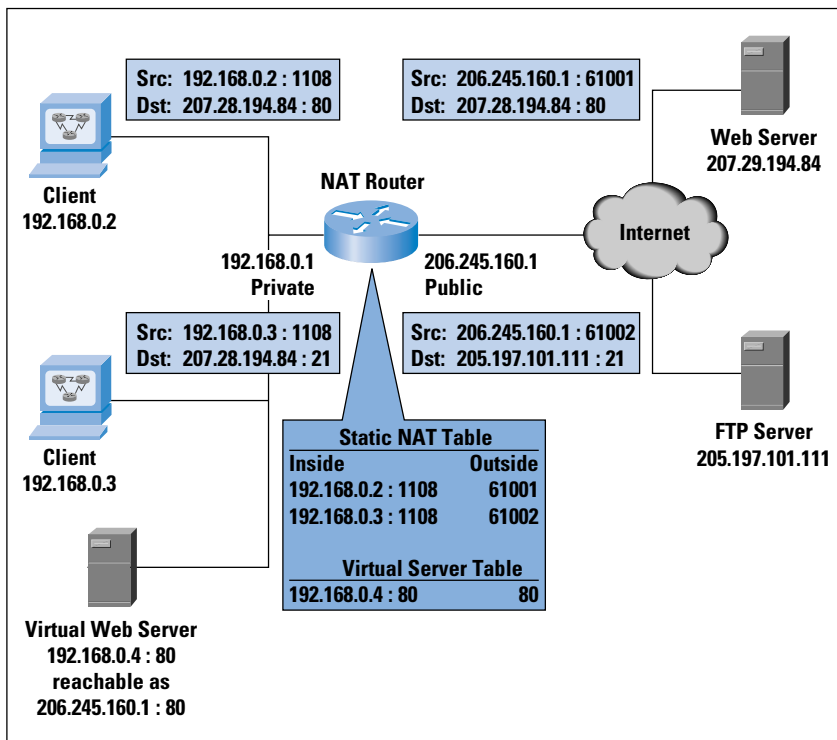 Src: 192.168.0.2 : 1108
Dst: 207.28.194.84 : 80
Src: 206.245.160.1 : 61001
Dst: 207.28.194.84 : 80
Client
192.168.0.2
NAT Router
Web Server
207.29.194.84
Internet
192.168.0.1
Private
206.245.160.1
Public
Src: 192.168.0.3 : 1108
Dst: 207.28.194.84 : 21
Src: 206.245.160.1 : 61002
Dst: 205.197.101.111 : 21
Client
192.168.0.3
FTP Server
205.197.101.111
Static NAT Table
Inside Outside
192.168.0.2 : 1108 61001
192.168.0.3 : 1108 61002
Virtual Server Table
192.168.0.4 : 80 80
Virtual Web Server
192.168.0.4 : 80
reachable as
206.245.160.1 : 80